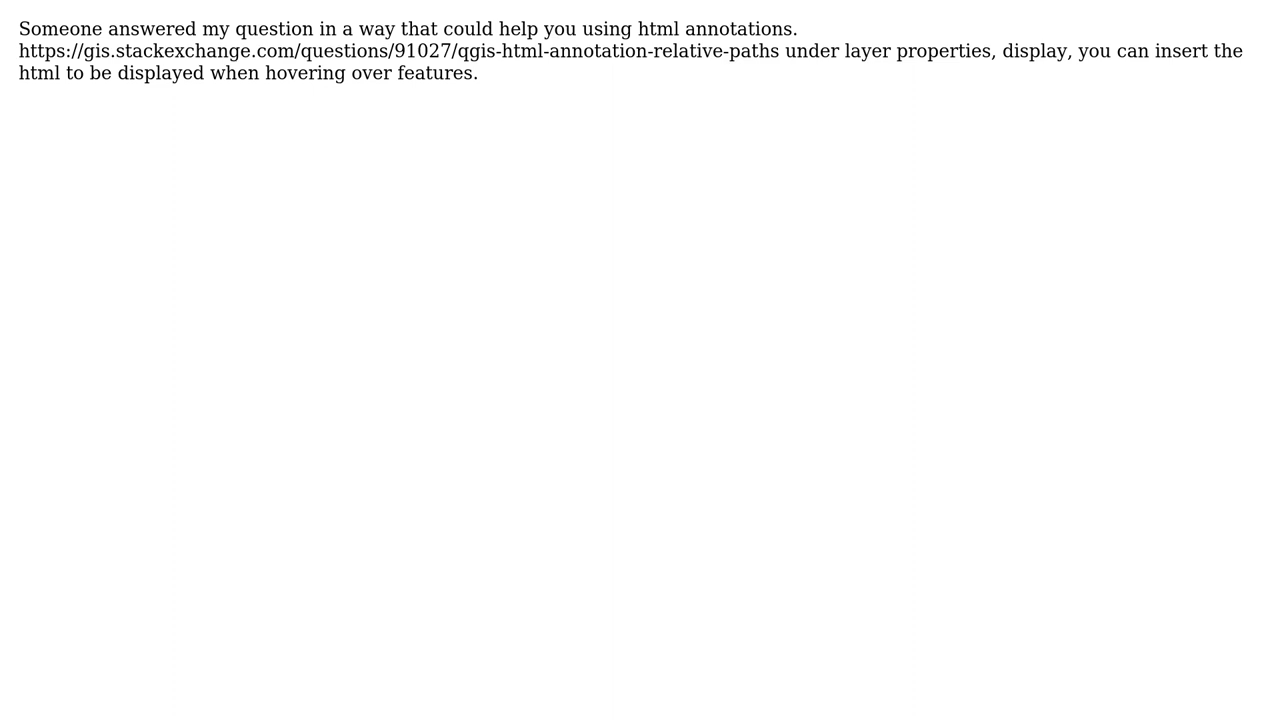 Someone answered my question in a way that could help you using html annotations.
https://gis.stackexchange.com/questions/91027/qgis-html-annotation-relative-paths under layer properties, display, you can insert the
html to be displayed when hovering over features.